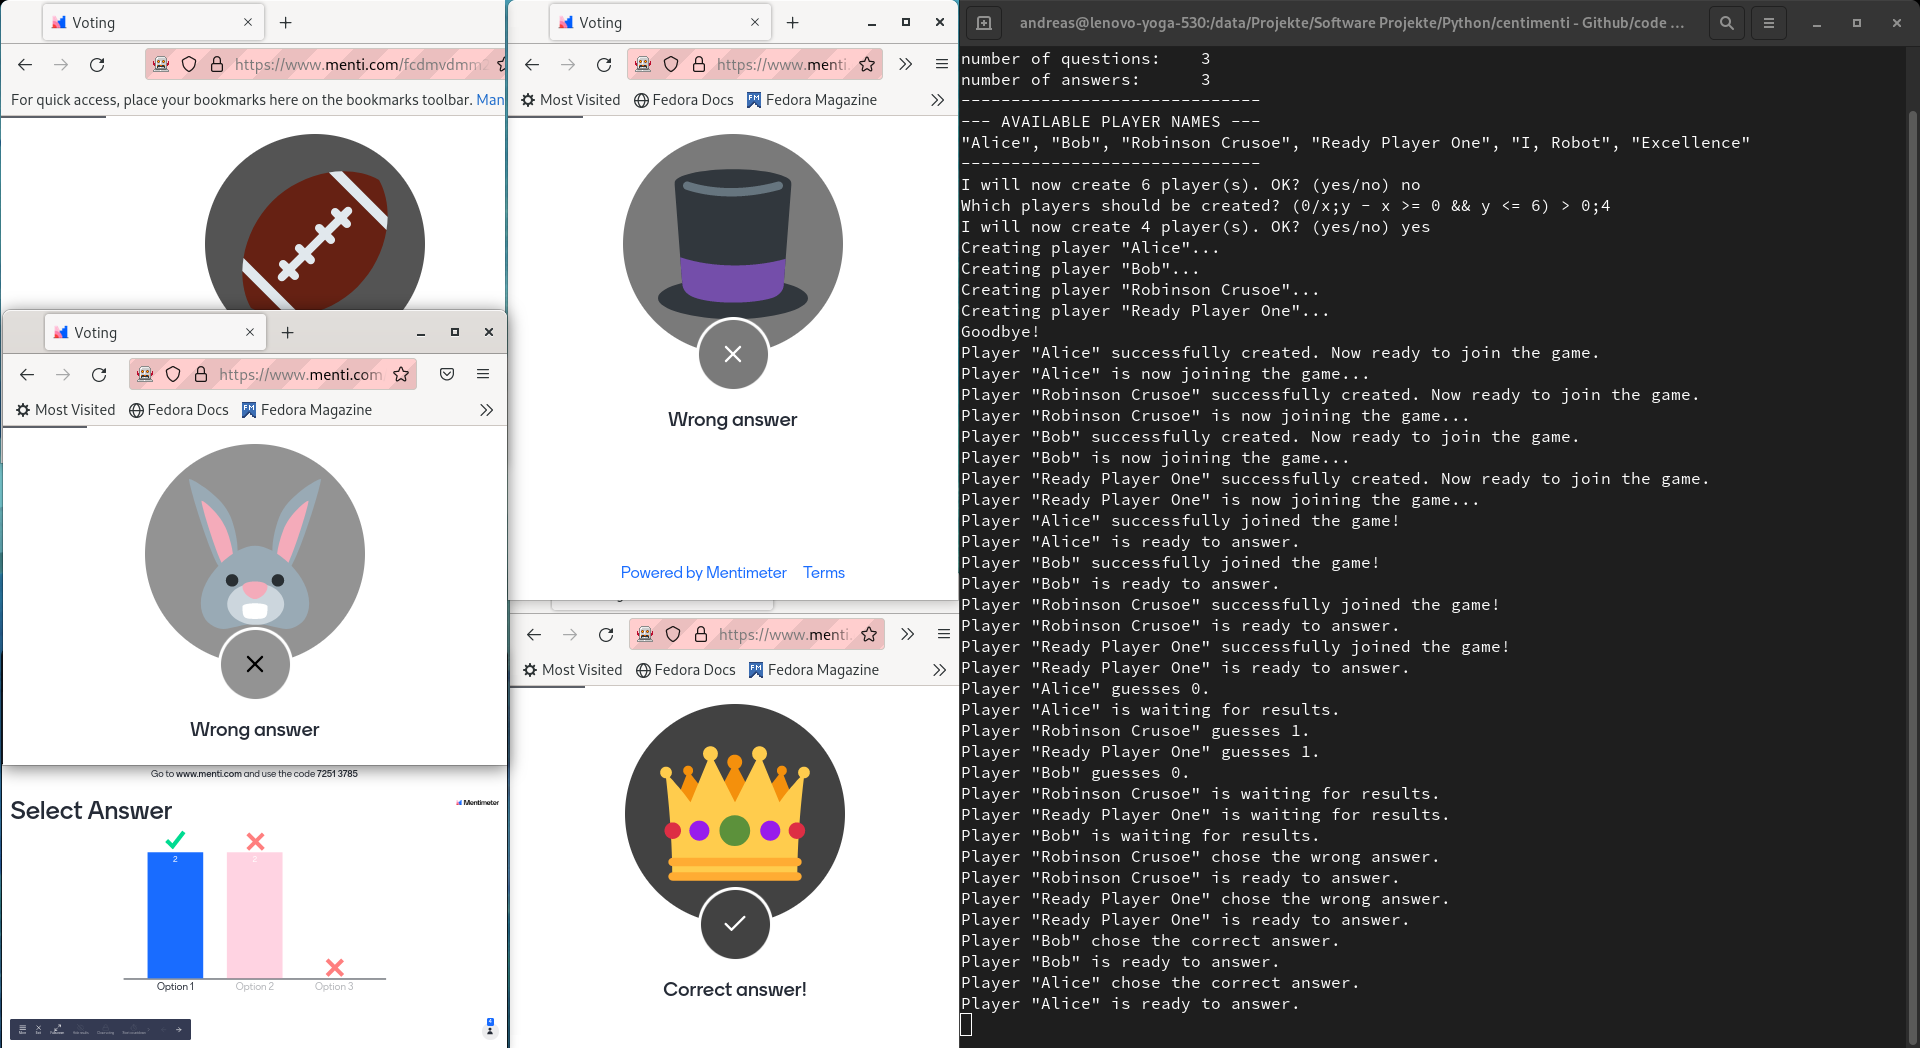 Voting
https://www.menti.com/fcdmvdmm
For quick access, place your bookmarks here on the bookmarks toolbar. Man
Voting
https://www.menti.com
Most Visited Fedora Docs Fedora Magazine
Wrong answer
Go to www.menti.com and use the code 7251 3785
Select Answer
Mentimeter
2
2
Option 1 Option 2 Option 3
Voting
https://www.menti.
Most Visited Fedora Docs Fedora Magazine
Wrong answer
Powered by Mentimeter Terms
https://www.menti.
Most Visited Fedora Docs Fedora Magazine
Correct answer!
andreas@lenovo-yoga-530:/data/Projekte/Software Projekte/Python/centimenti - Github/code ...
number of questions: 3
number of answers: 3
------------------------------
--- AVAILABLE PLAYER NAMES ---
"Alice", "Bob", "Robinson Crusoe", "Ready Player One", "I, Robot", "Excellence"
------------------------------
I will now create 6 player(s). OK? (yes/no) no
Which players should be created? (0/x;y - x >= 0 && y <= 6) > 0;4
I will now create 4 player(s). OK? (yes/no) yes
Creating player "Alice"...
Creating player "Bob"...
Creating player "Robinson Crusoe"...
Creating player "Ready Player One"...
Goodbye!
Player "Alice" successfully created. Now ready to join the game.
Player "Alice" is now joining the game...
Player "Robinson Crusoe" successfully created. Now ready to join the game.
Player "Robinson Crusoe" is now joining the game...
Player "Bob" successfully created. Now ready to join the game.
Player "Bob" is now joining the game...
Player "Ready Player One" successfully created. Now ready to join the game.
Player "Ready Player One" is now joining the game...
Player "Alice" successfully joined the game!
Player "Alice" is ready to answer.
Player "Bob" successfully joined the game!
Player "Bob" is ready to answer.
Player "Robinson Crusoe" successfully joined the game!
Player "Robinson Crusoe" is ready to answer.
Player "Ready Player One" successfully joined the game!
Player "Ready Player One" is ready to answer.
Player "Alice" guesses 0.
Player "Alice" is waiting for results.
Player "Robinson Crusoe" guesses 1.
Player "Ready Player One" guesses 1.
Player "Bob" guesses 0.
Player "Robinson Crusoe" is waiting for results.
Player "Ready Player One" is waiting for results.
Player "Bob" is waiting for results.
Player "Robinson Crusoe" chose the wrong answer.
Player "Robinson Crusoe" is ready to answer.
Player "Ready Player One" chose the wrong answer.
Player "Ready Player One" is ready to answer.
Player "Bob" chose the correct answer.
Player "Bob" is ready to answer.
Player "Alice" chose the correct answer.
Player "Alice" is ready to answer.